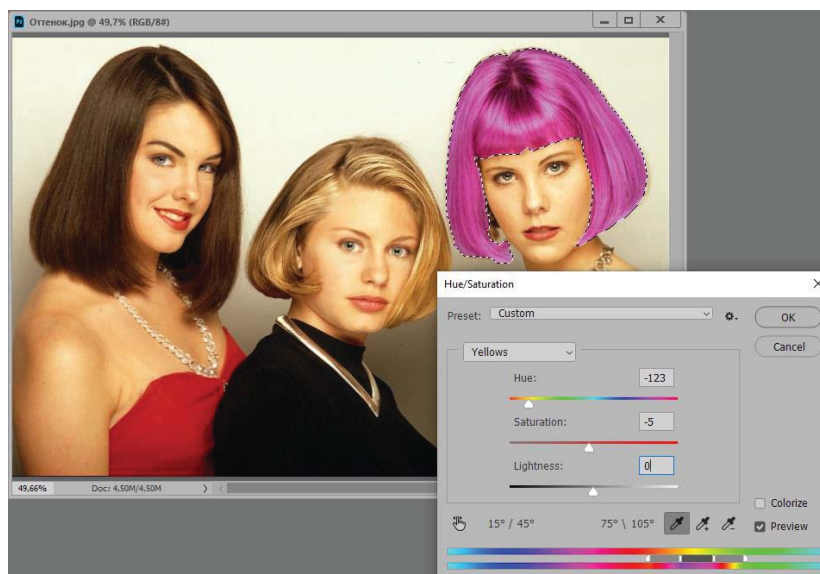 Ps Оттенок.jpg @ 49,7% (RGB/8#)
49,66% Doc: 4,50M/4,50M
Hue/Saturation
Preset: Custom
OK
Cancel
Yellows
Hue: -123
Saturation: -5
Lightness: 0
Colorize
15° / 45° 75° \ 105° Preview